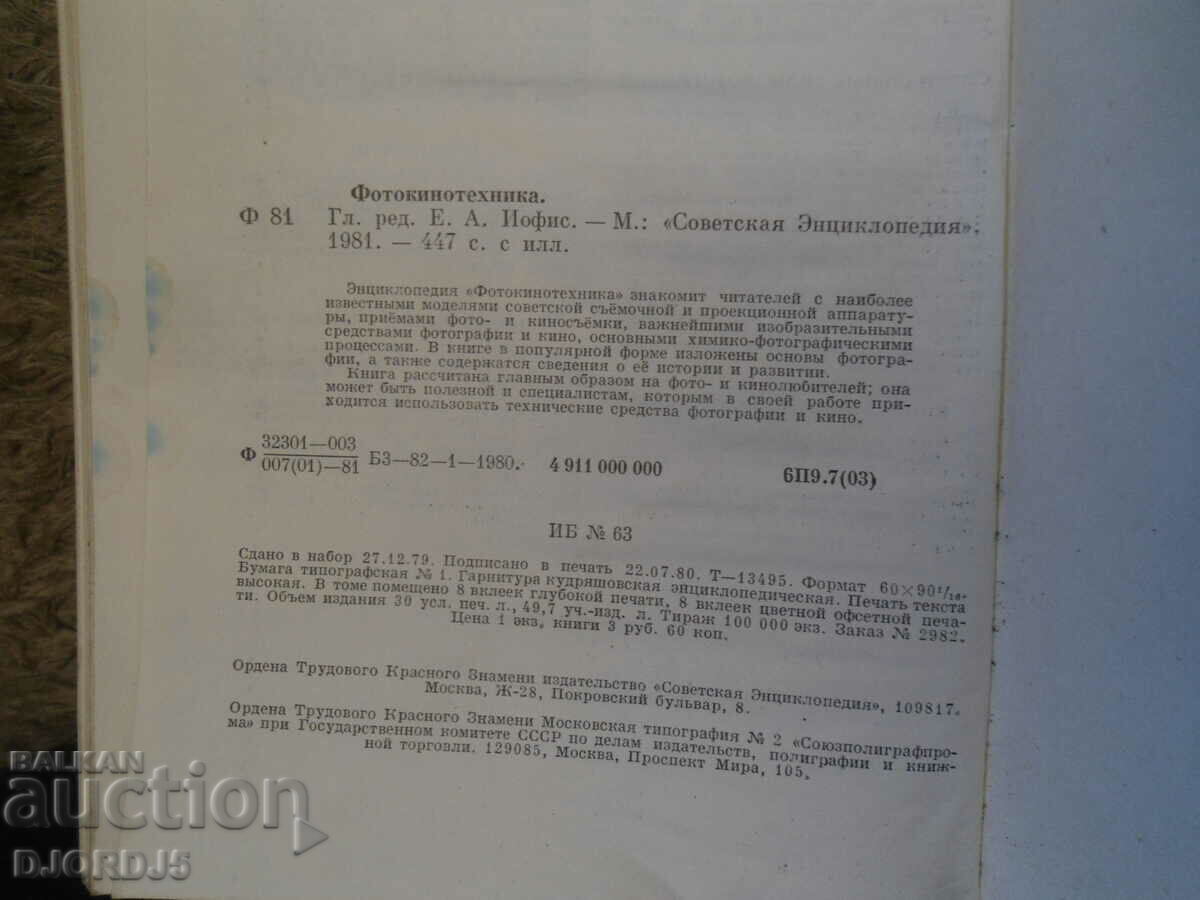 Фотокинотехника.
Ф 81 Гл. ред. Е. А. Иофис. — М.: «Советская Энциклопедия»,
1981. — 447 с. с илл.
Энциклопедия «Фотокинотехника» знакомит читателей с наиболее
известными моделями советской съёмочной и проекционной аппарату-
ры, приёмами фото- и киносъёмки, важнейшими изобразительными
средствами фотографии и кино, основными химико-фотографическими
процессами. В книге в популярной форме изложены основы фотогра-
фии, а также содержатся сведения о её истории и развитии.
Книга рассчитана главным образом на фото- и кинолюбителей; она
может быть полезной и специалистам, которым в своей работе при-
ходится использовать технические средства фотографии и кино.
Ф 32301—003
007(01)—81 БЗ—82—1—1980. 4 911 000 000 6П9.7(03)
ИБ № 63
Сдано в набор 27.12.79. Подписано в печать 22.07.80. Т—13495. Формат 60×90¹/₁₆.
Бумага типографская № 1. Гарнитура кудряшовская энциклопедическая. Печать текста
высокая. В томе помещено 8 вклеек глубокой печати, 8 вклеек цветной офсетной печа-
ти. Объем издания 30 усл. печ. л., 49,7 уч.-изд. л. Тираж 100 000 экз. Заказ № 2982.
Цена 1 экз. книги 3 руб. 60 коп.
Ордена Трудового Красного Знамени издательство «Советская Энциклопедия», 109817.
Москва, Ж-28, Покровский бульвар, 8.
Ордена Трудового Красного Знамени Московская типография № 2 «Союзполиграфпро-
ма» при Государственном комитете СССР по делам издательств, полиграфии и книж-
ной торговли. 129085, Москва, Проспект Мира, 105.
BALKAN
auction
DJORDJ5